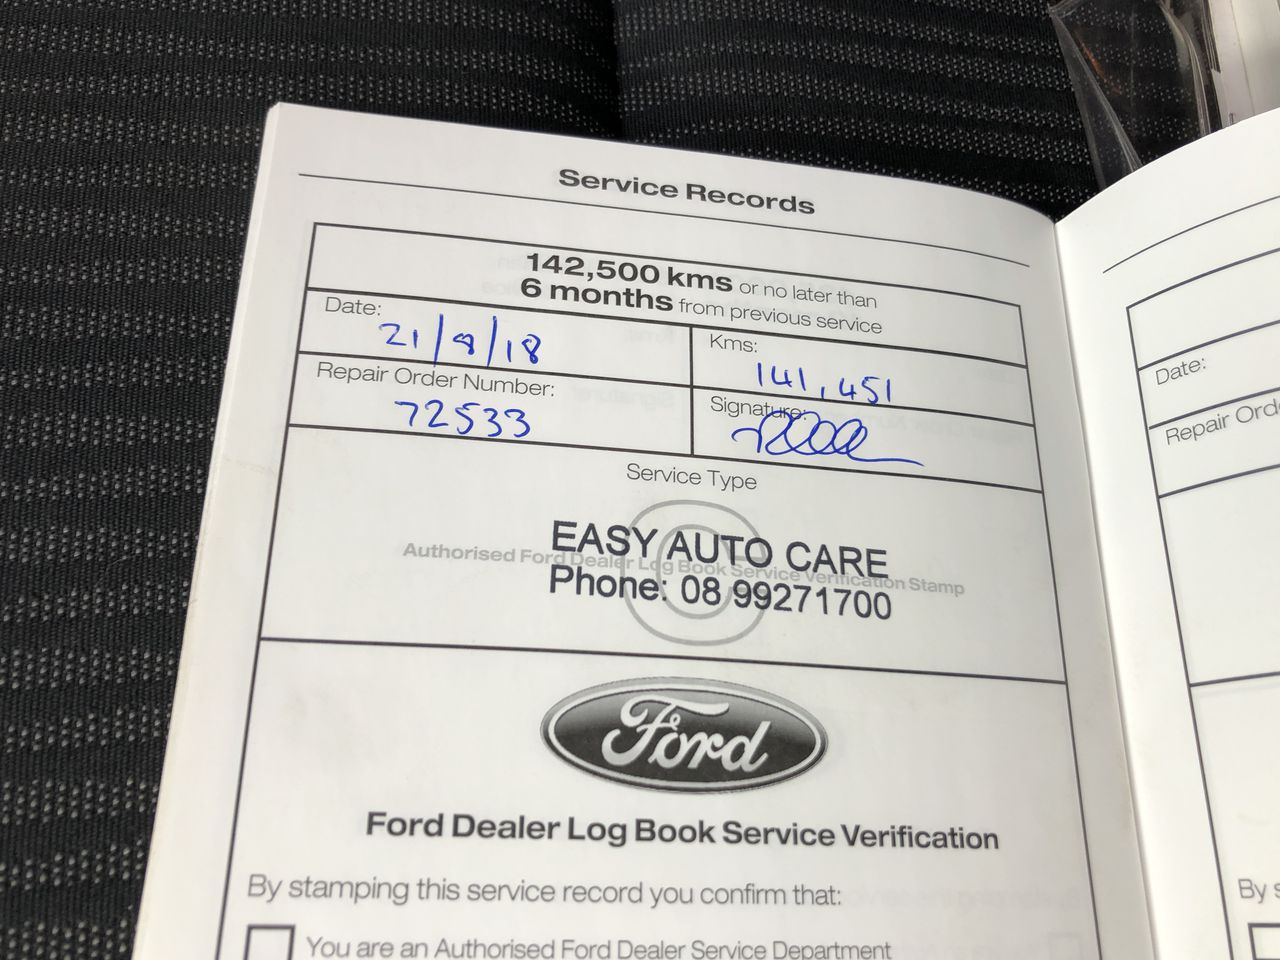 Service Records
142,500 kms or no later than
6 months from previous service
Date:
21/9/18
Kms:
141,451
Repair Order Number:
72533
Signature:
Service Type
Authorised Ford Dealer Log Book Service Verification Stamp
EASY AUTO CARE
Phone: 08 99271700
Ford
Ford Dealer Log Book Service Verification
By stamping this service record you confirm that:
You are an Authorised Ford Dealer Service Department
Date:
Repair Orde
By s